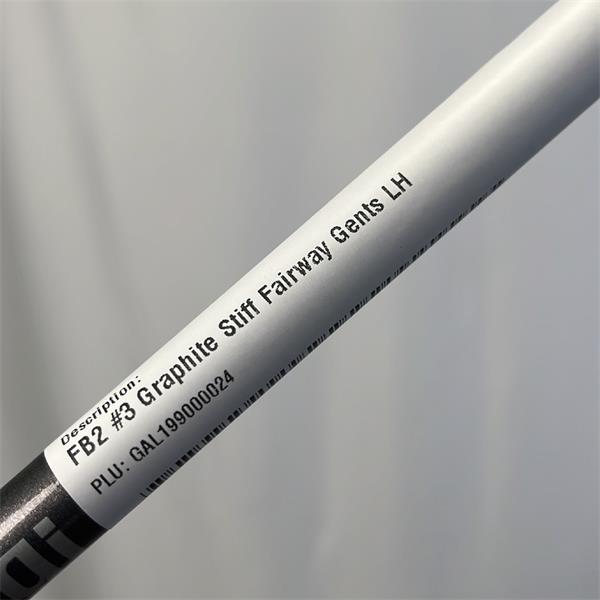 Description:
FB2 #3 Graphite Stiff Fairway Gents LH
PLU: GAL199000024